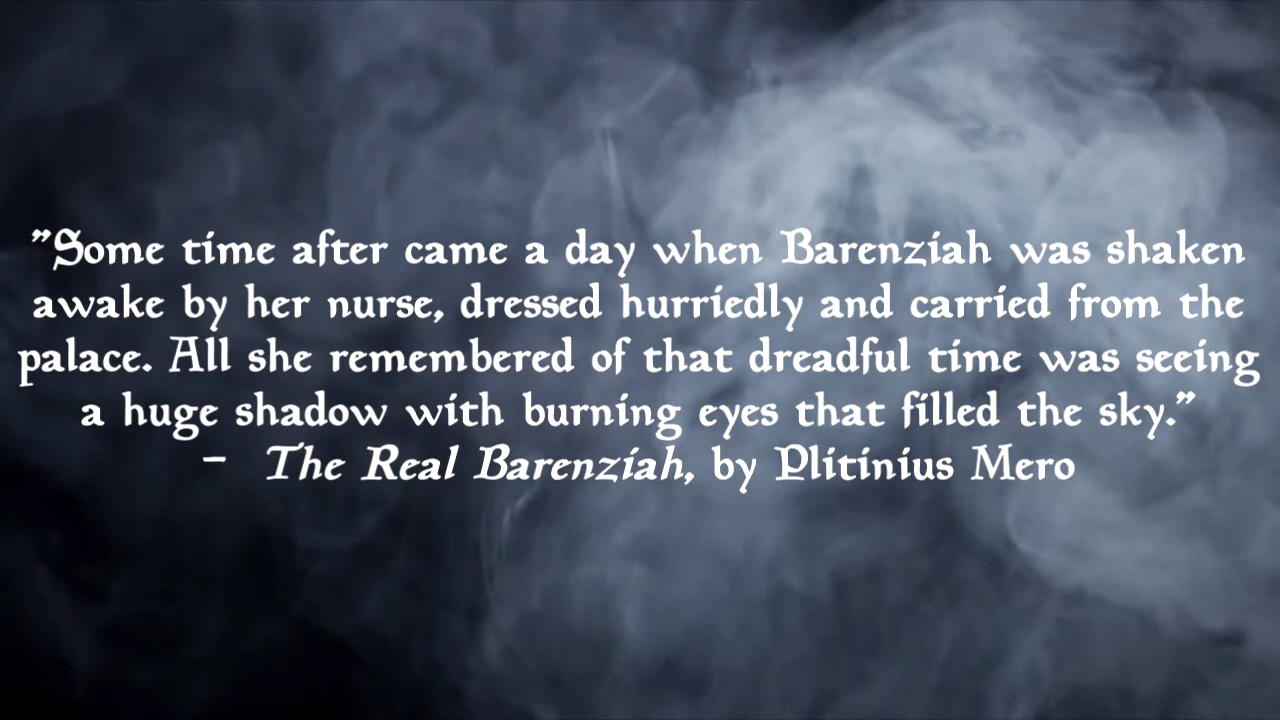 "Some time after came a day when Barenziah was shaken
awake by her nurse, dressed hurriedly and carried from the
palace. All she remembered of that dreadful time was seeing
a huge shadow with burning eyes that filled the sky."
- The Real Barenziah, by Plitinius Mero